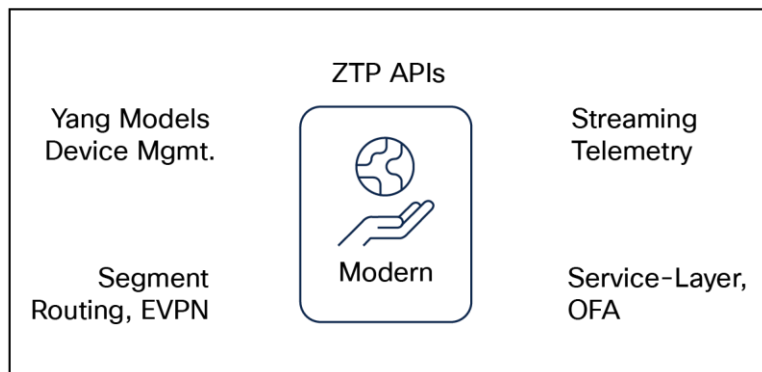 ZTP APIs
Yang Models
Device Mgmt.
Streaming
Telemetry
Modern
Segment
Routing, EVPN
Service-Layer,
OFA